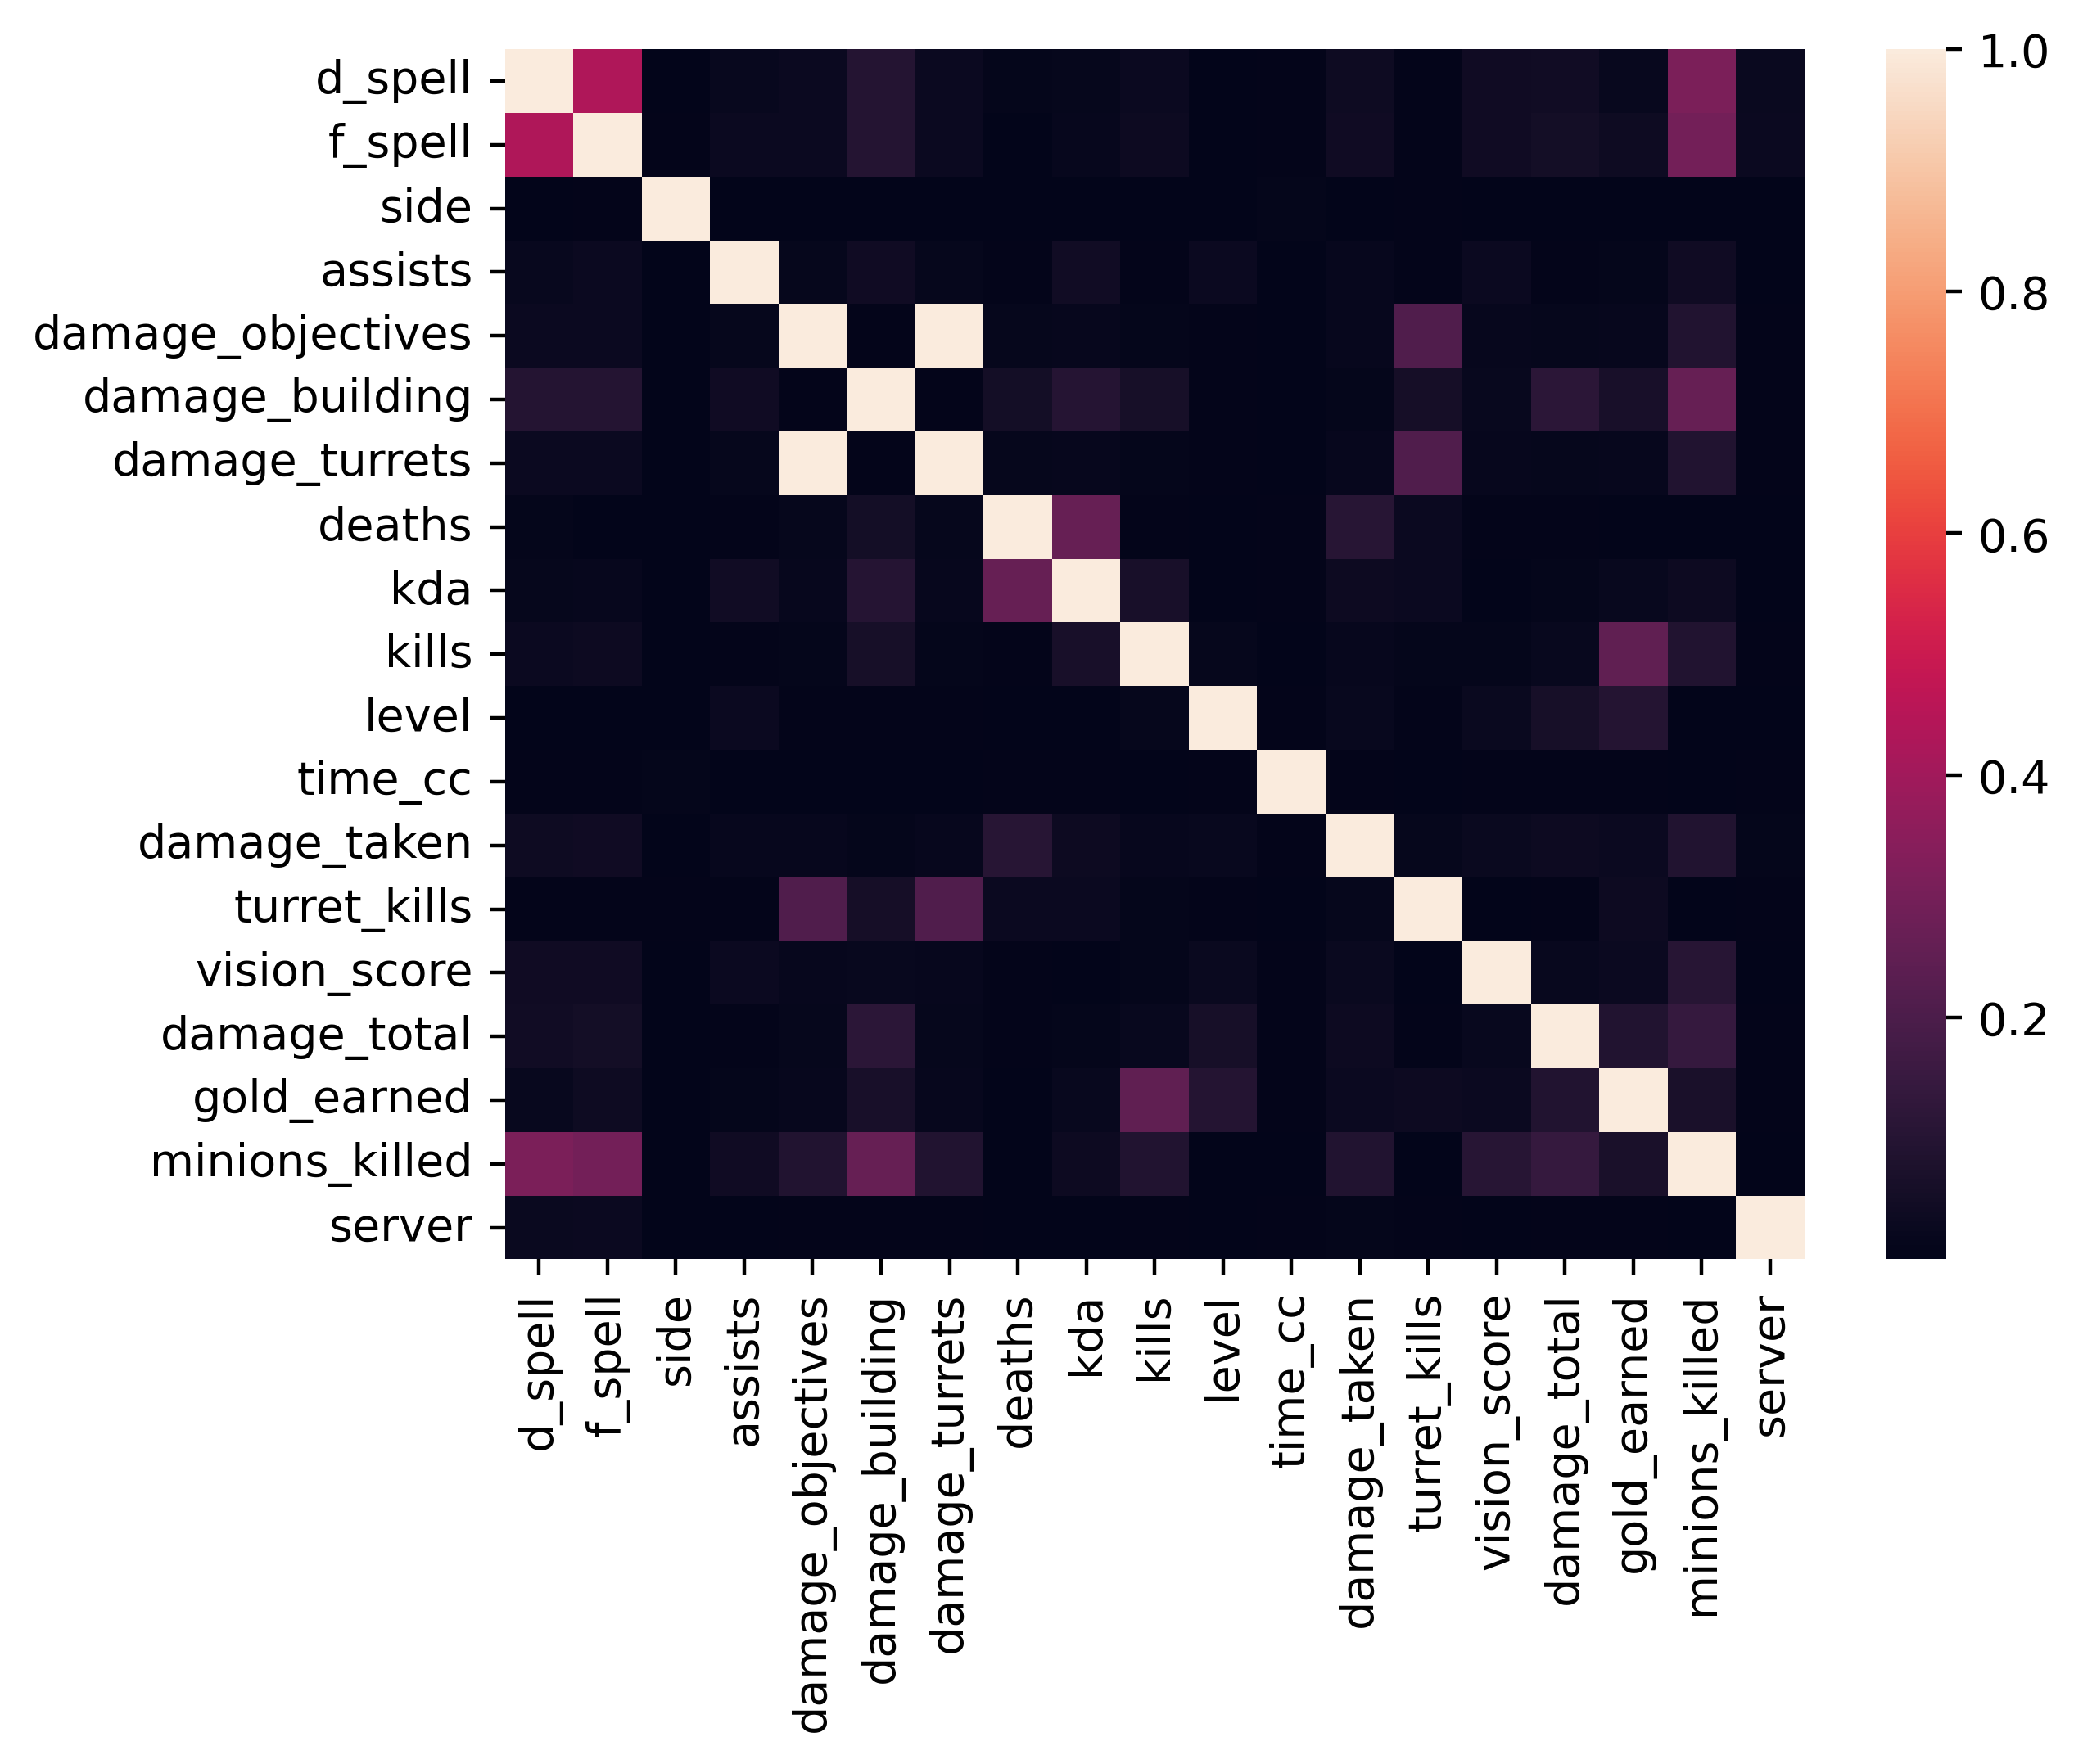 d_spell
f_spell
side
assists
damage_objectives
damage_building
damage_turrets
deaths
kda
kills
level
time_cc
damage_taken
turret_kills
vision_score
damage_total
gold_earned
minions_killed
server
d_spell
f_spell
side
assists
damage_objectives
damage_building
damage_turrets
deaths
kda
kills
level
time_cc
damage_taken
turret_kills
vision_score
damage_total
gold_earned
minions_killed
server
1.0
0.8
0.6
0.4
0.2